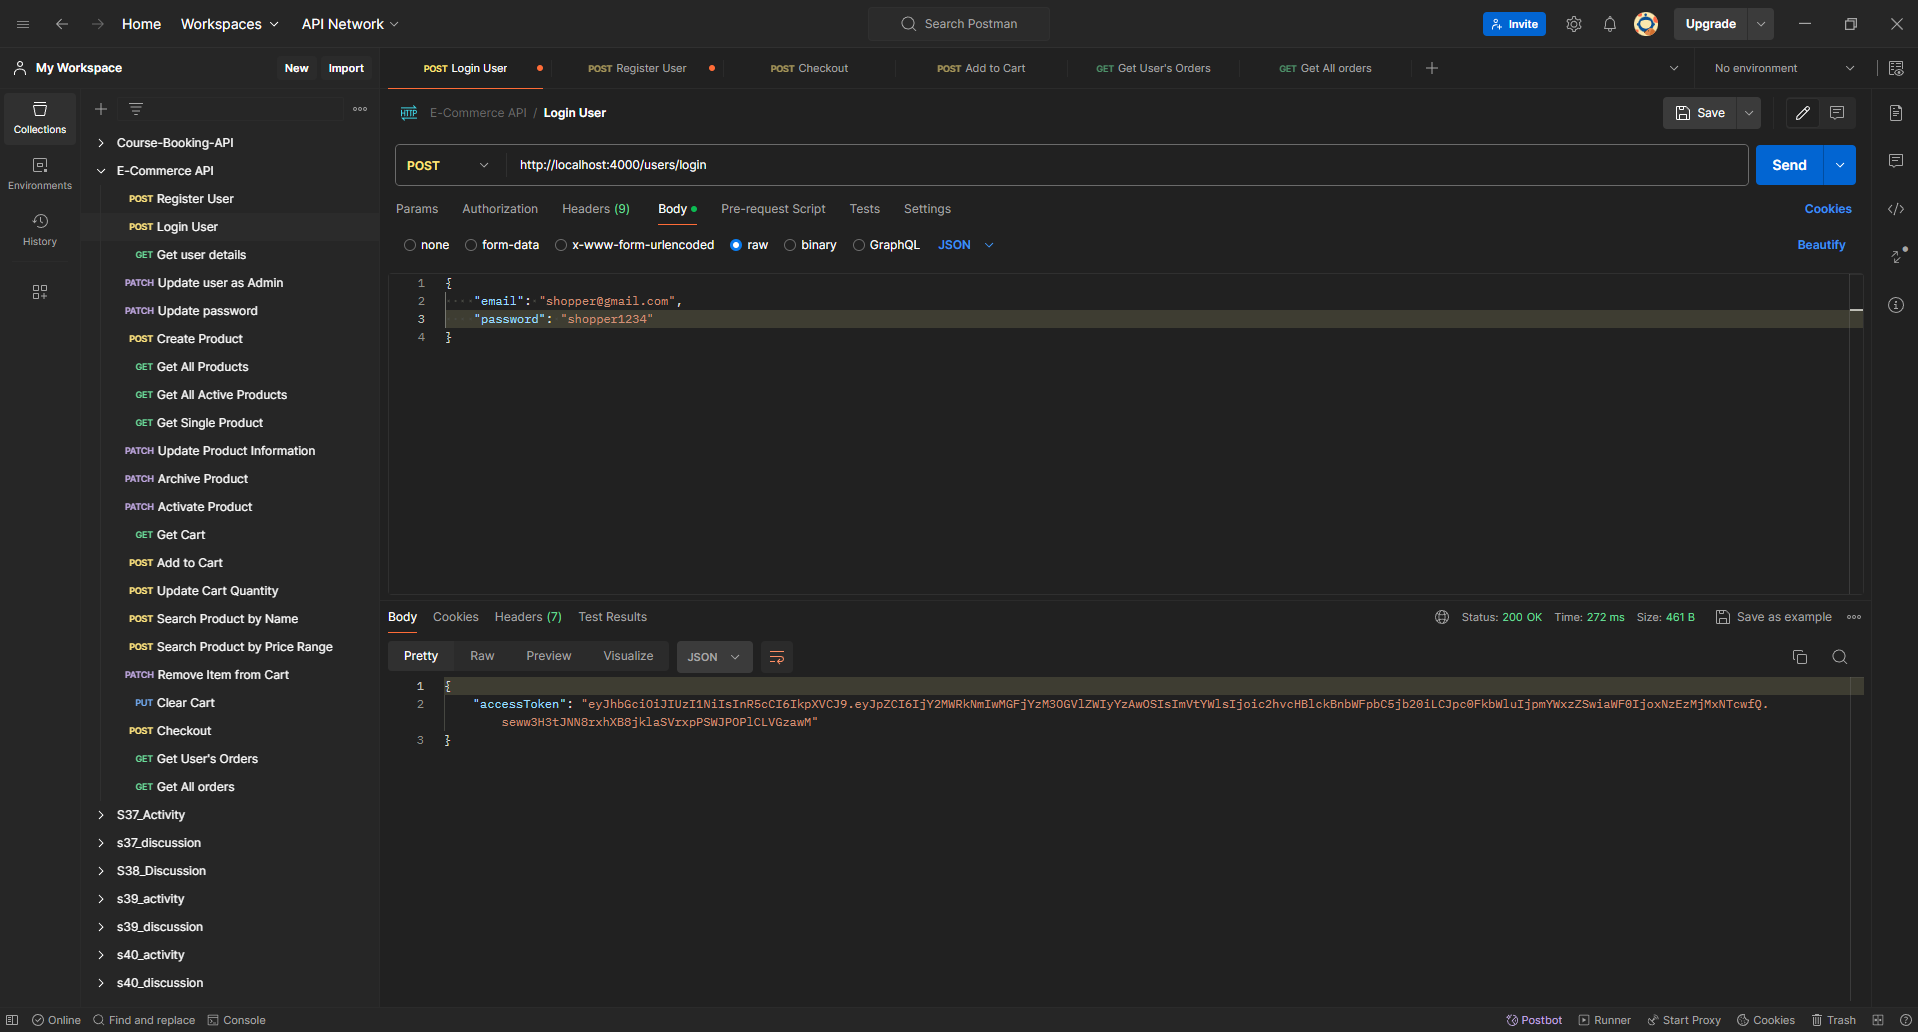 Home Workspaces API Network Search Postman Invite Upgrade
My Workspace New Import POST Login User POST Register User POST Checkout POST Add to Cart GET Get User's Orders GET Get All orders No environment
Collections
Environments
History
Course-Booking-API
E-Commerce API
POST Register User
POST Login User
GET Get user details
PATCH Update user as Admin
PATCH Update password
POST Create Product
GET Get All Products
GET Get All Active Products
GET Get Single Product
PATCH Update Product Information
PATCH Archive Product
PATCH Activate Product
GET Get Cart
POST Add to Cart
POST Update Cart Quantity
POST Search Product by Name
POST Search Product by Price Range
PATCH Remove Item from Cart
PUT Clear Cart
POST Checkout
GET Get User's Orders
GET Get All orders
S37_Activity
s37_discussion
S38_Discussion
s39_activity
s39_discussion
s40_activity
s40_discussion
HTTP E-Commerce API / Login User Save
POST http://localhost:4000/users/login Send
Params Authorization Headers (9) Body Pre-request Script Tests Settings Cookies
none form-data x-www-form-urlencoded raw binary GraphQL JSON Beautify
1 {
2 "email": "shopper@gmail.com",
3 "password": "shopper1234"
4 }
Body Cookies Headers (7) Test Results Status: 200 OK Time: 272 ms Size: 461 B Save as example
Pretty Raw Preview Visualize JSON
1 {
2 "accessToken": "eyJhbGciOiJIUzI1NiIsInR5cCI6IkpXVCJ9.eyJpZCI6IjY2MWRkNmIwMGFjYzM3OGVlZWIyYzAwOSIsImVtYWlsIjoic2hvcHBlckBnbWFpbC5jb20iLCJpc0FkbWluIjpmYWxzZSwiaWF0IjoxNzEzMjMxNTcwfQ.
seww3H3tJNN8rxhXB8jklaSVrxpPSWJPOPlCLVGzawM"
3 }
Online Find and replace Console Postbot Runner Start Proxy Cookies Trash